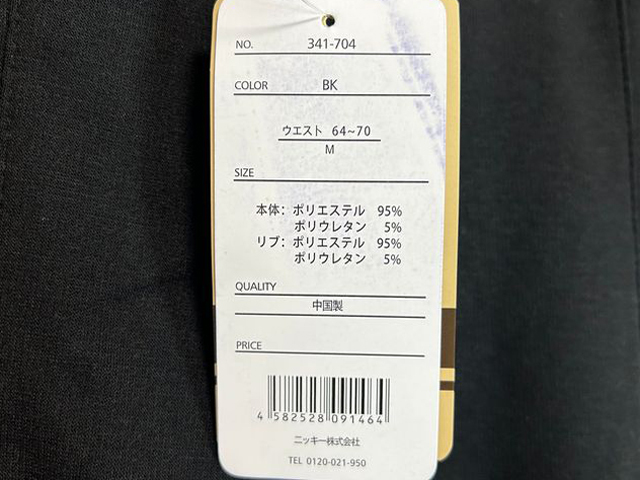 NO. 341-704
COLOR BK
ウエスト 64~70
M
SIZE
本体: ポリエステル 95%
ポリウレタン 5%
リブ: ポリエステル 95%
ポリウレタン 5%
QUALITY
中国製
PRICE
4 582528 091464
ニッキー株式会社
TEL 0120-021-950